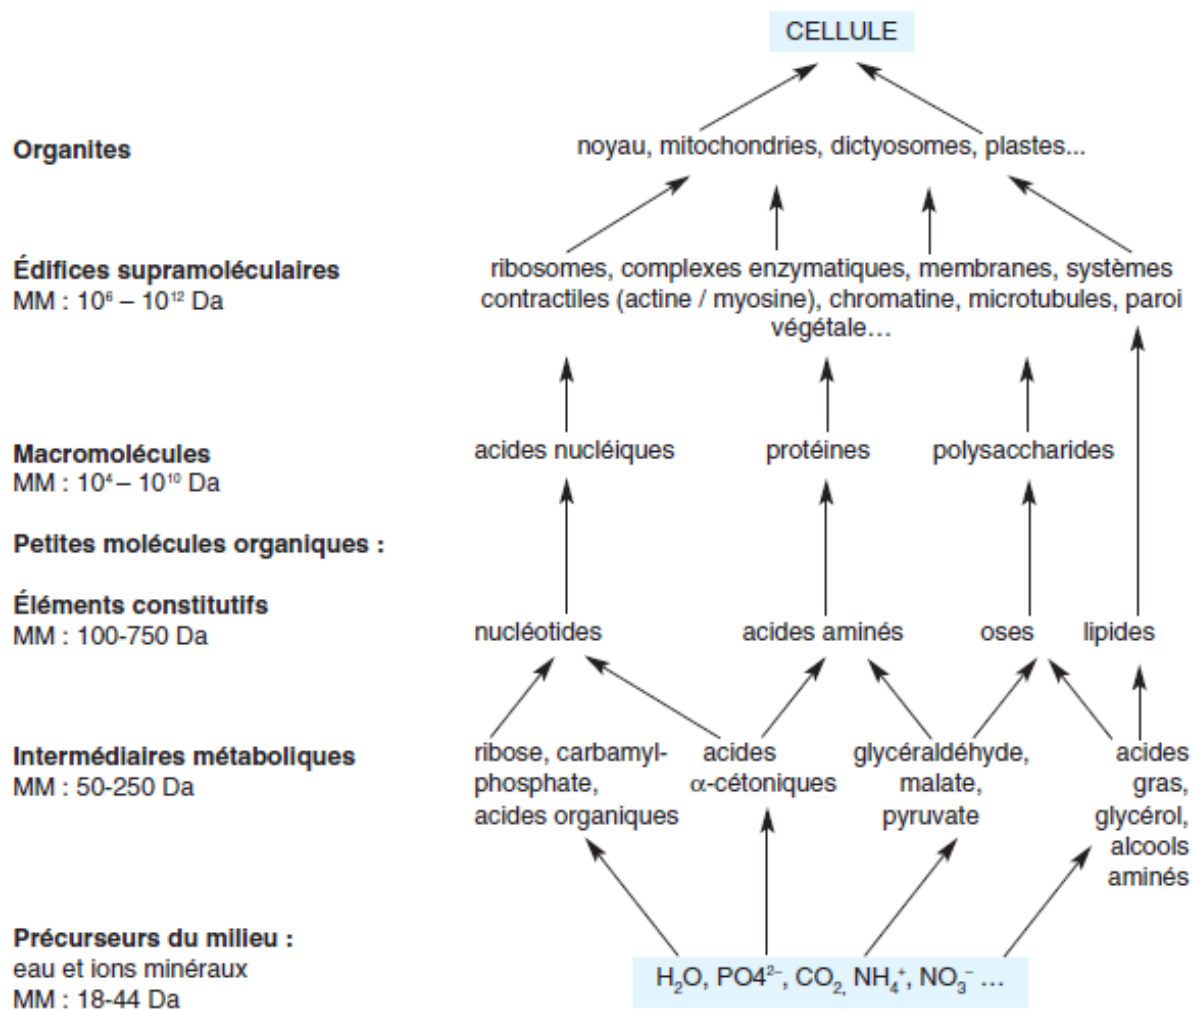 CELLULE
Organites
noyau, mitochondries, dictyosomes, plastes...
Édifices supramoléculaires
MM : 10⁶ – 10¹² Da
ribosomes, complexes enzymatiques, membranes, systèmes
contractiles (actine / myosine), chromatine, microtubules, paroi
végétale…
Macromolécules
MM : 10⁴ – 10¹⁰ Da
acides nucléiques
protéines
polysaccharides
Petites molécules organiques :
Éléments constitutifs
MM : 100-750 Da
nucléotides
acides aminés
oses
lipides
Intermédiaires métaboliques
MM : 50-250 Da
ribose, carbamyl-
phosphate,
acides organiques
acides
α-cétoniques
glycéraldéhyde,
malate,
pyruvate
acides
gras,
glycérol,
alcools
aminés
Précurseurs du milieu :
eau et ions minéraux
MM : 18-44 Da
H₂O, PO4²⁻, CO₂, NH₄⁺, NO₃⁻ …